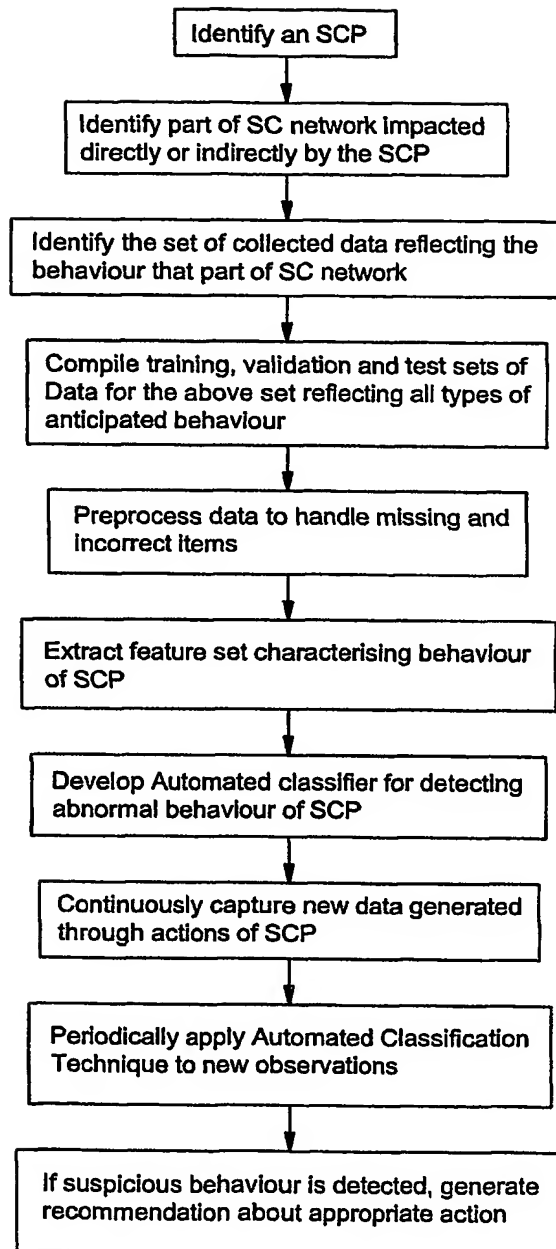 Identify an SCP
Identify part of SC network impacted
directly or indirectly by the SCP
Identify the set of collected data reflecting the
behaviour that part of SC network
Compile training, validation and test sets of
Data for the above set reflecting all types of
anticipated behaviour
Preprocess data to handle missing and
incorrect items
Extract feature set characterising behaviour
of SCP
Develop Automated classifier for detecting
abnormal behaviour of SCP
Continuously capture new data generated
through actions of SCP
Periodically apply Automated Classification
Technique to new observations
If suspicious behaviour is detected, generate
recommendation about appropriate action